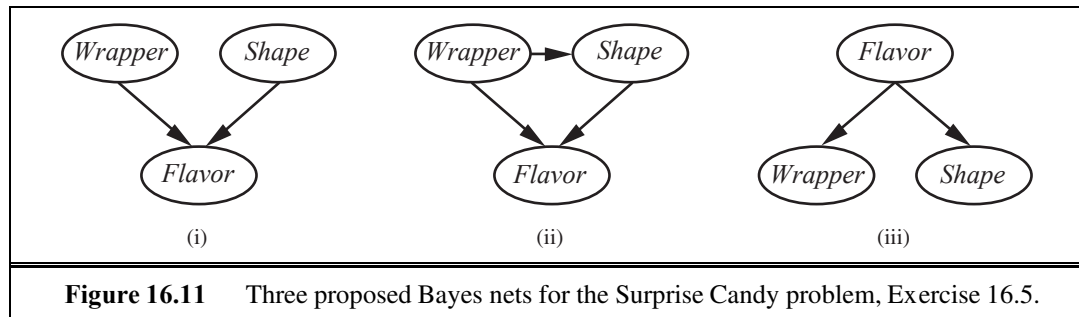 Wrapper Shape Wrapper Shape Flavor
Flavor Flavor Wrapper Shape
(i) (ii) (iii)
Figure 16.11 Three proposed Bayes nets for the Surprise Candy problem, Exercise 16.5.